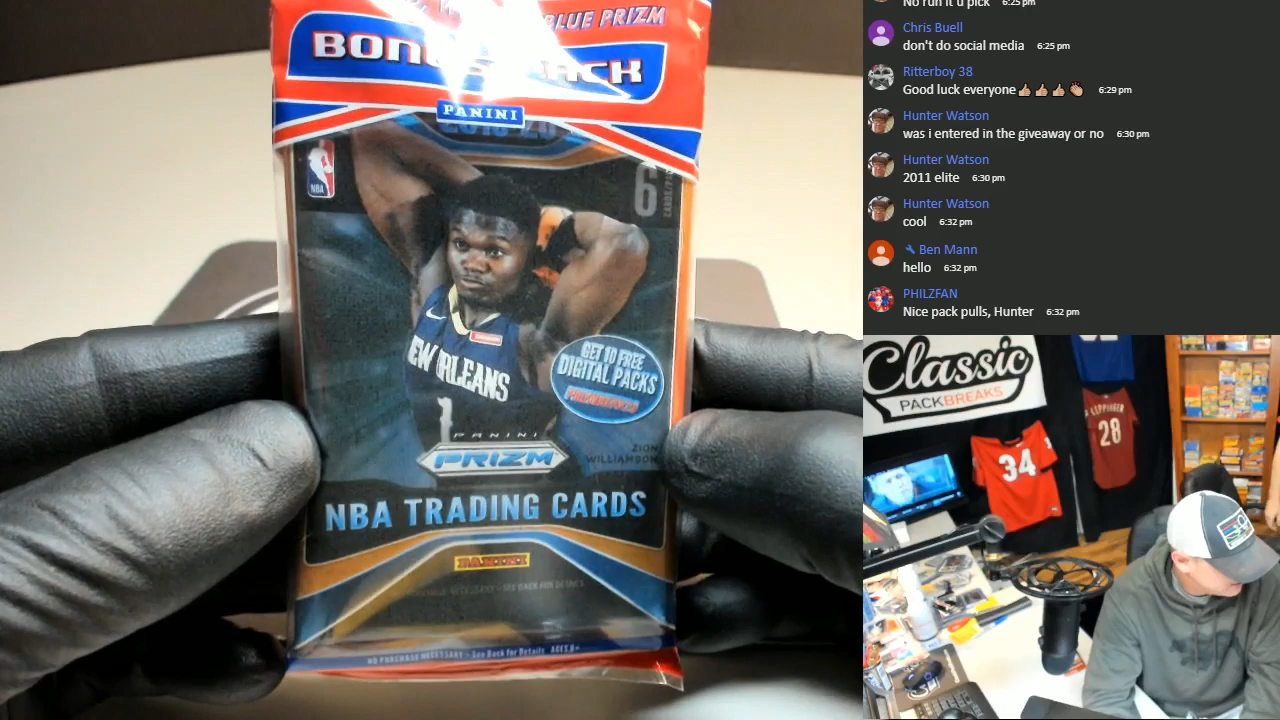 BLUE PRIZM
PANINI
NBA
6
GET 10 FREE
DIGITAL PACKS
NEW ORLEANS
1
PANINI
PRIZM
ZION
WILLIAMSON
NBA TRADING CARDS
PANINI
NO PURCHASE NECESSARY - See Back for Details AGES 8+
No run it u pick 6:25 pm
Chris Buell
don't do social media 6:25 pm
Ritterboy 38
Good luck everyone👍🏼👍🏼👍🏼👏🏼 6:29 pm
Hunter Watson
was i entered in the giveaway or no 6:30 pm
Hunter Watson
2011 elite 6:30 pm
Hunter Watson
cool 6:32 pm
Ben Mann
hello 6:32 pm
PHILZFAN
Nice pack pulls, Hunter 6:32 pm
Classic
PACKBREAKS
34
28